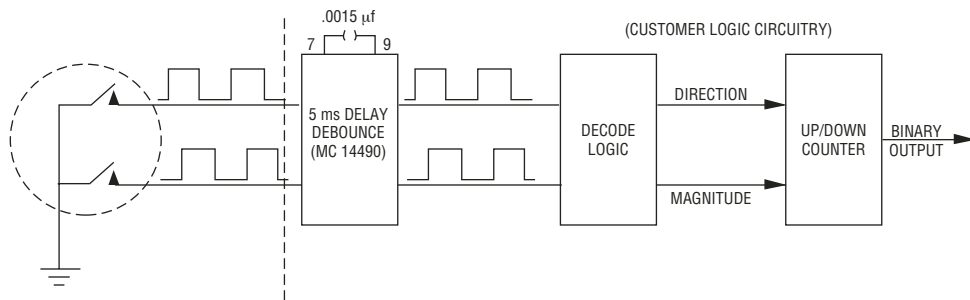 .0015 µf
7 9
(CUSTOMER LOGIC CIRCUITRY)
5 ms DELAY
DEBOUNCE
(MC 14490)
DECODE
LOGIC
DIRECTION
MAGNITUDE
UP/DOWN
COUNTER
BINARY
OUTPUT